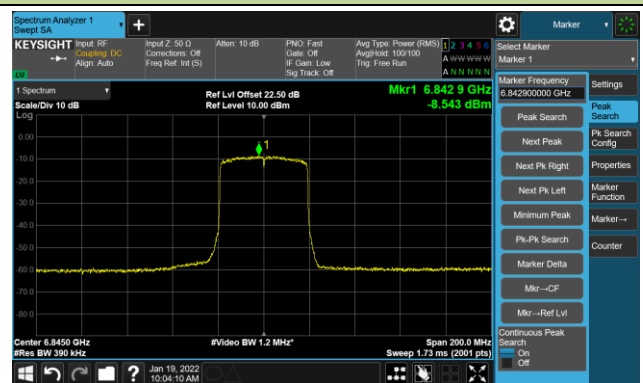 Spectrum Analyzer 1
Swept SA
+
Marker
KEYSIGHT
Input: RF
Coupling: DC
Align: Auto
Input Z: 50 Ω
Corrections: Off
Freq Ref: Int (S)
Atten: 10 dB
PNO: Fast
Gate: Off
IF Gain: Low
Sig Track: Off
Avg Type: Power (RMS)
Avg|Hold: 100/100
Trig: Free Run
1 2 3 4 5 6
A W W W W W
A N N N N N
LW
Select Marker
Marker 1
1 Spectrum
Scale/Div 10 dB
Log
Ref Lvl Offset 22.50 dB
Ref Level 10.00 dBm
Mkr1 6.842 9 GHz
-8.543 dBm
0.00
-10.0
-20.0
-30.0
-40.0
-50.0
-60.0
-70.0
-80.0
1
Center 6.8450 GHz
#Res BW 390 kHz
#Video BW 1.2 MHz*
Span 200.0 MHz
Sweep 1.73 ms (2001 pts)
Marker Frequency
6.842900000 GHz
Peak Search
Next Peak
Next Pk Right
Next Pk Left
Minimum Peak
Pk-Pk Search
Marker Delta
Mkr→CF
Mkr→Ref Lvl
Continuous Peak
Search
On
Off
Settings
Peak
Search
Pk Search
Config
Properties
Marker
Function
Marker→
Counter
?
Jan 19, 2022
10:04:10 AM